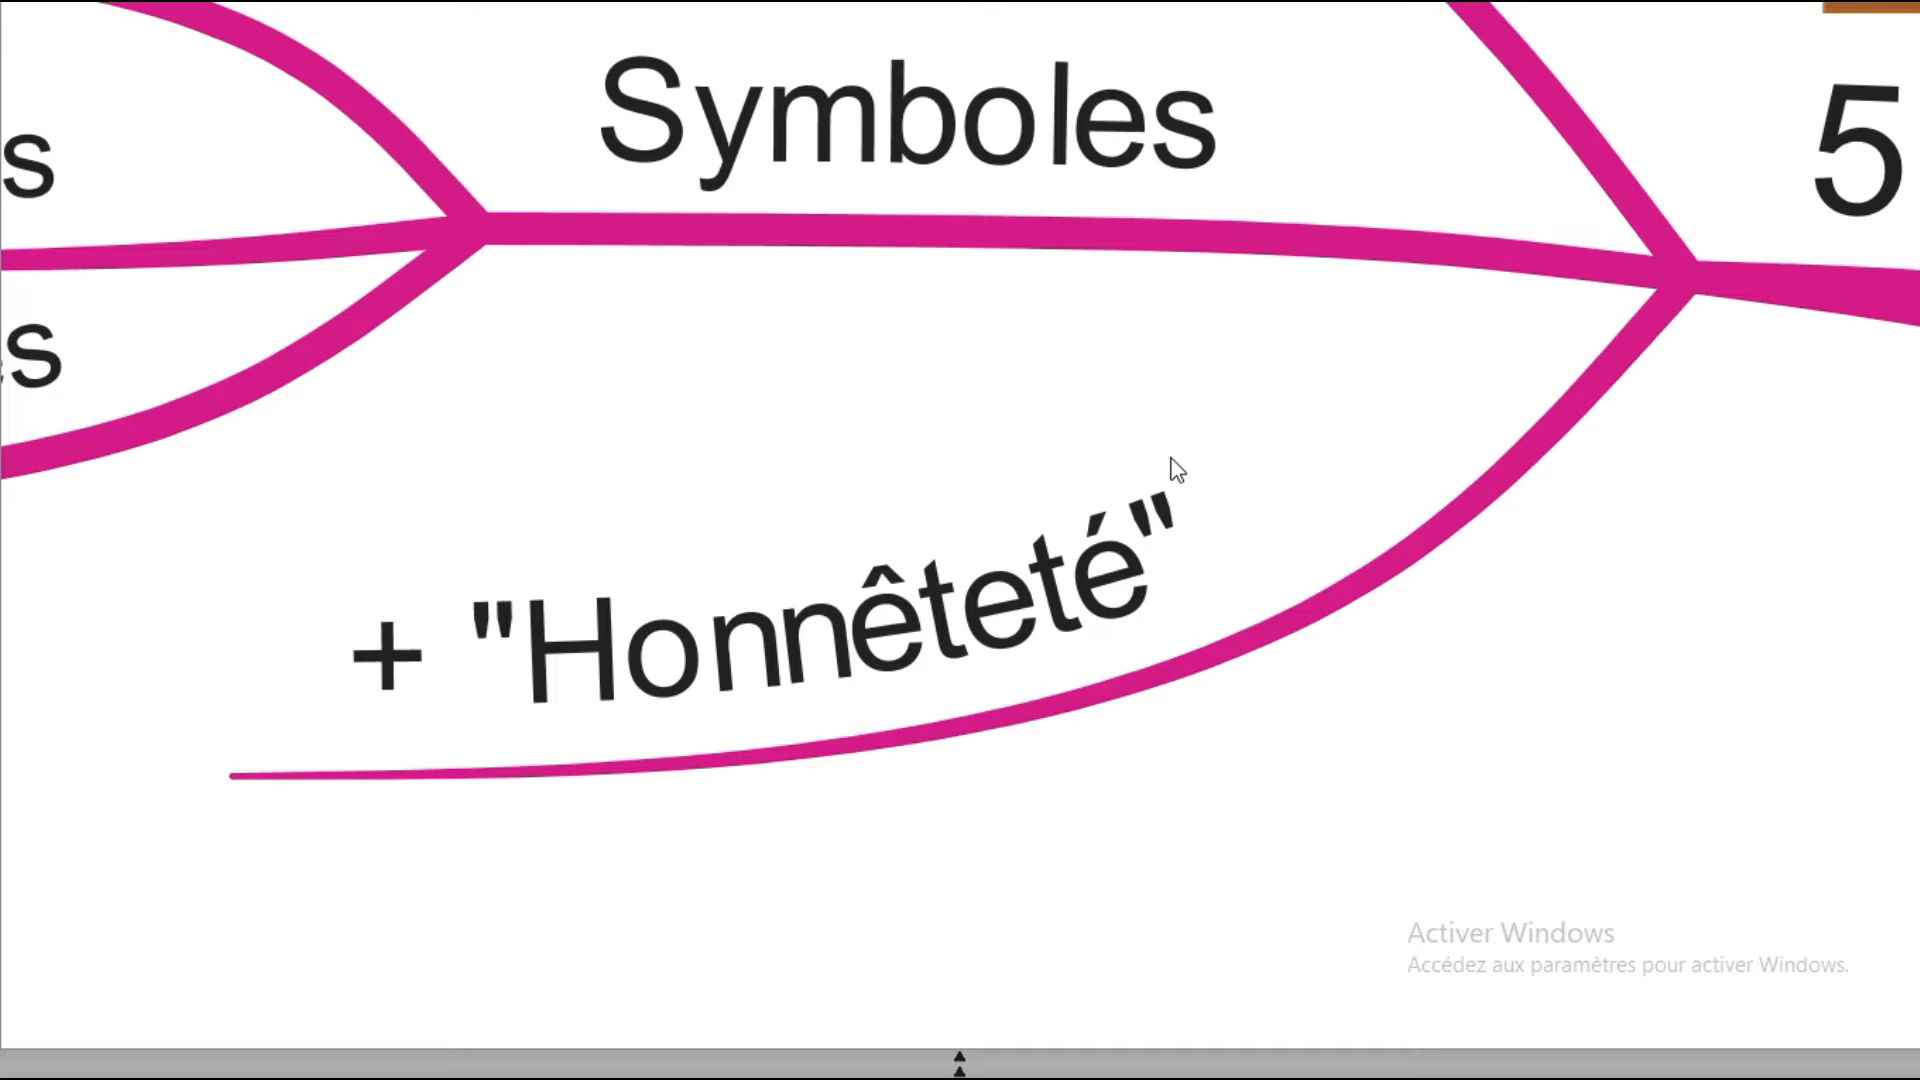 Symboles
5
s
s
+ "Honnêteté"
Activer Windows
Accédez aux paramètres pour activer Windows.